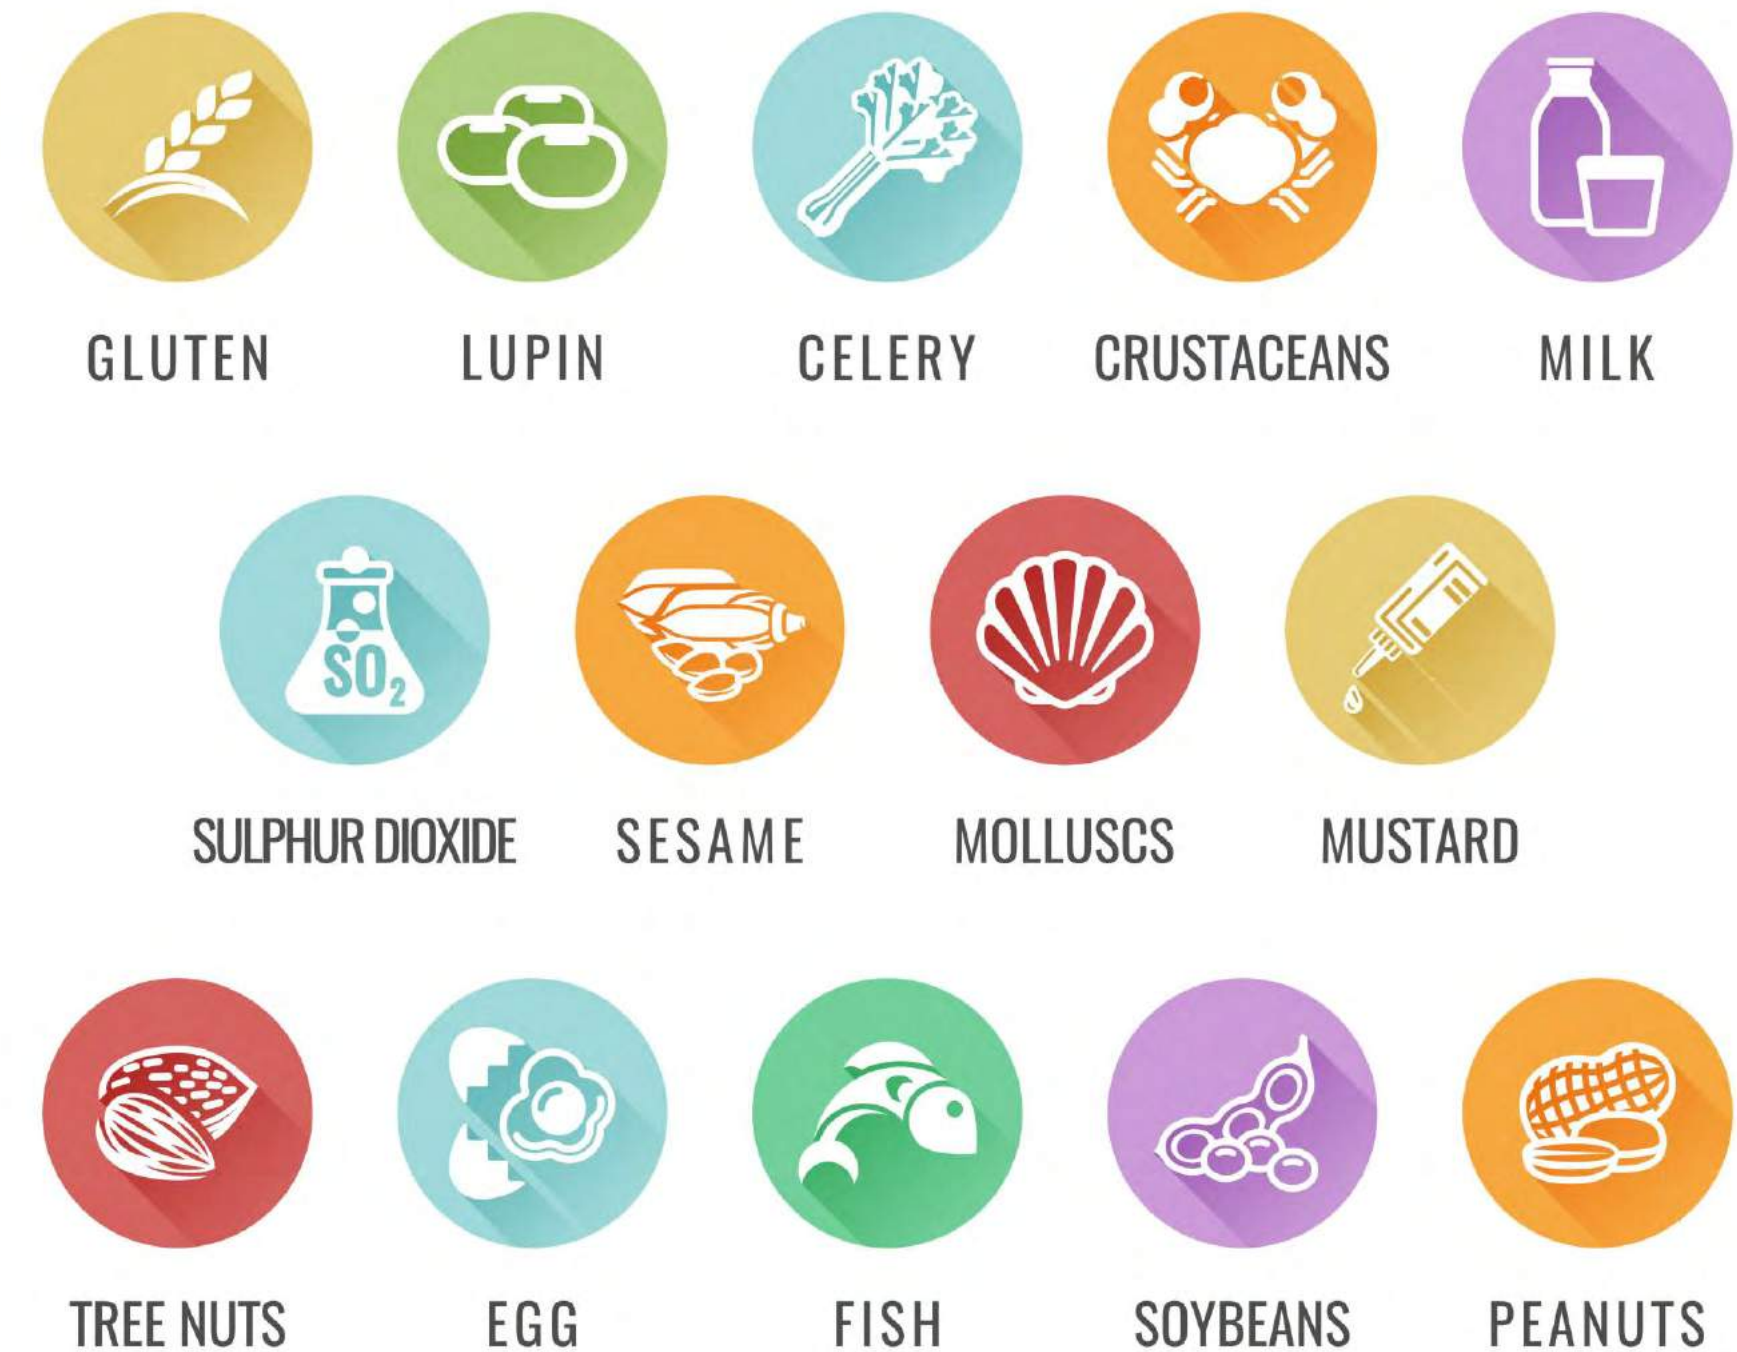 GLUTEN LUPIN CELERY CRUSTACEANS MILK
SO₂
SULPHUR DIOXIDE SESAME MOLLUSCS MUSTARD
TREE NUTS EGG FISH SOYBEANS PEANUTS